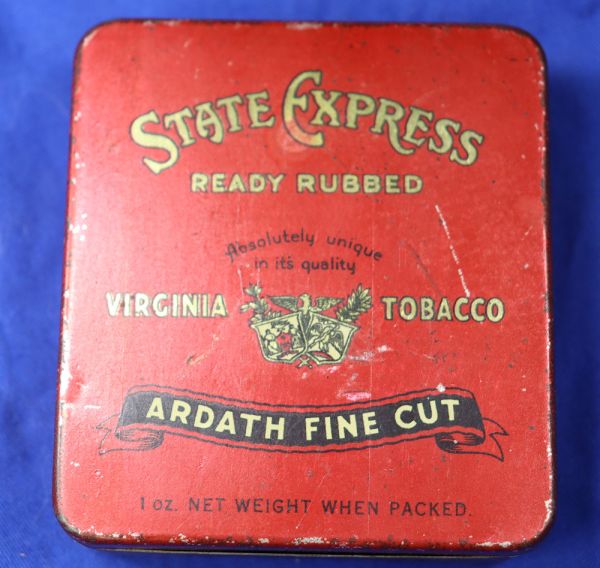 STATE EXPRESS
READY RUBBED
Absolutely unique
in it's quality
VIRGINIA TOBACCO
ARDATH FINE CUT
1 oz. NET WEIGHT WHEN PACKED.